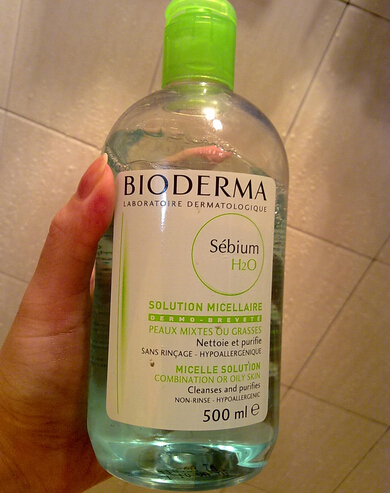 BIODERMA
LABORATOIRE DERMATOLOGIQUE
Sébium
H2O
SOLUTION MICELLAIRE
DERMO-BREVETÉ
PEAUX MIXTES OU GRASSES
Nettoie et purifie
SANS RINÇAGE - HYPOALLERGÉNIQUE
MICELLE SOLUTION
COMBINATION OR OILY SKIN
Cleanses and purifies
NON-RINSE - HYPOALLERGENIC
500 ml ℮